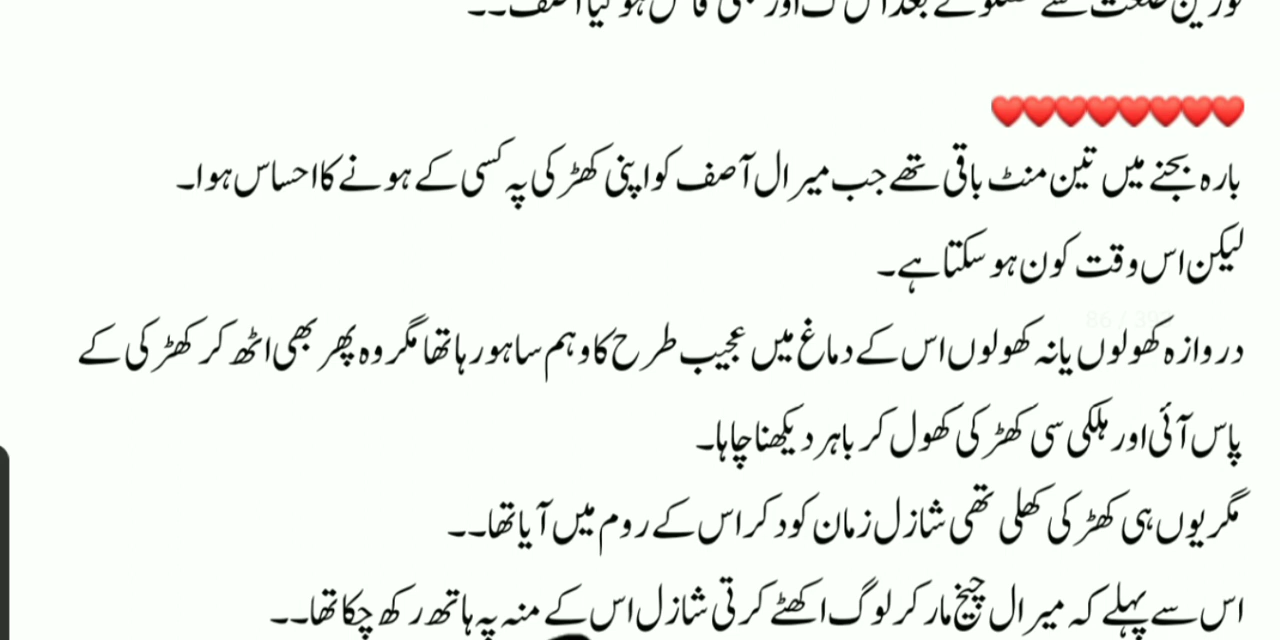 بارہ بجنے میں تین منٹ باقی تھے جب میرال آصف کو اپنی کھڑکی پہ کسی کے ہونے کا احساس ہوا۔
لیکن اس وقت کون ہو سکتا ہے۔
86 / 393
دروازہ کھولوں یا نہ کھولوں اس کے دماغ میں عجیب طرح کا وہم سا ہو رہا تھا مگر وہ پھر بھی اٹھ کر کھڑکی کے
پاس آئی اور ہلکی سی کھڑکی کھول کر باہر دیکھنا چاہا۔
مگر یوں ہی کھڑکی کھلی تھی شازل زمان کود کر اس کے روم میں آیا تھا۔۔
اس سے پہلے کہ میرال چیخ مار کر لوگ اکھٹے کرتی شازل اس کے منہ پہ ہاتھ رکھ چکا تھا۔۔